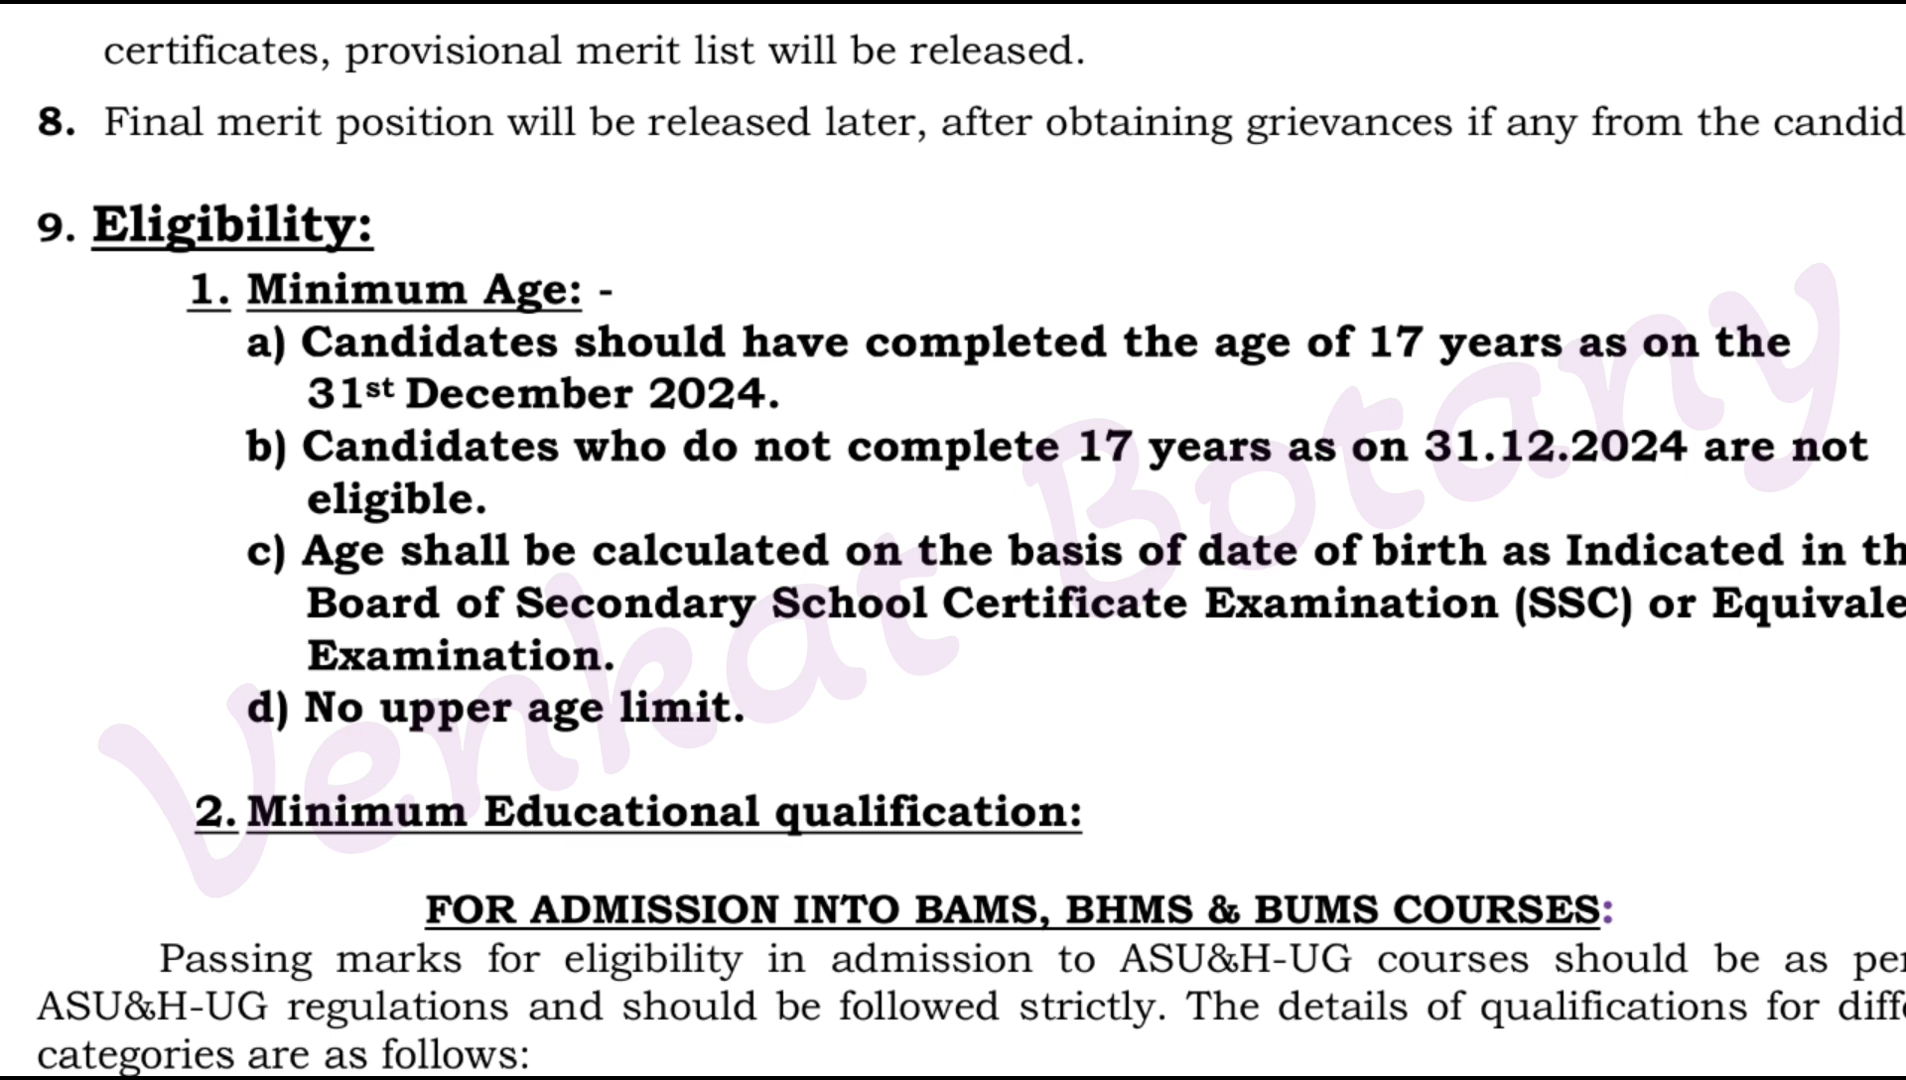 certificates, provisional merit list will be released.
8. Final merit position will be released later, after obtaining grievances if any from the candid
9. Eligibility:
1. Minimum Age: -
a) Candidates should have completed the age of 17 years as on the
31st December 2024.
b) Candidates who do not complete 17 years as on 31.12.2024 are not
eligible.
c) Age shall be calculated on the basis of date of birth as Indicated in th
Board of Secondary School Certificate Examination (SSC) or Equivale
Examination.
d) No upper age limit.
2. Minimum Educational qualification:
FOR ADMISSION INTO BAMS, BHMS & BUMS COURSES:
Passing marks for eligibility in admission to ASU&H-UG courses should be as per
ASU&H-UG regulations and should be followed strictly. The details of qualifications for diffe
categories are as follows:
Venkat Botany